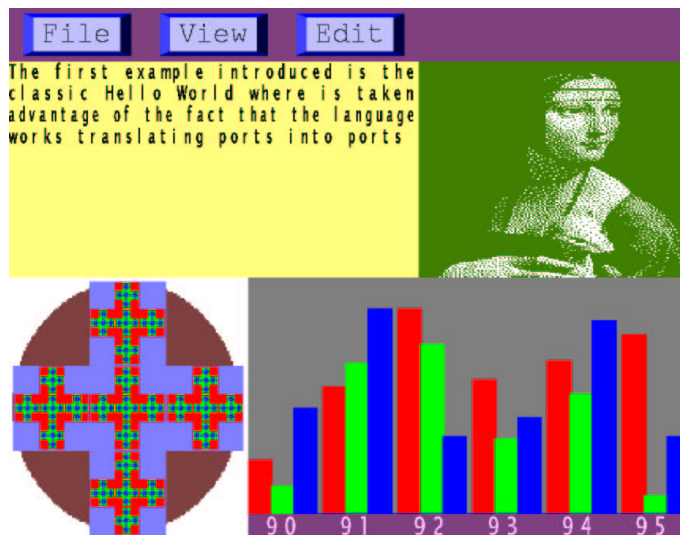 File View Edit
The first example introduced is the
classic Hello World where is taken
advantage of the fact that the language
works translating ports into ports
90 91 92 93 94 95